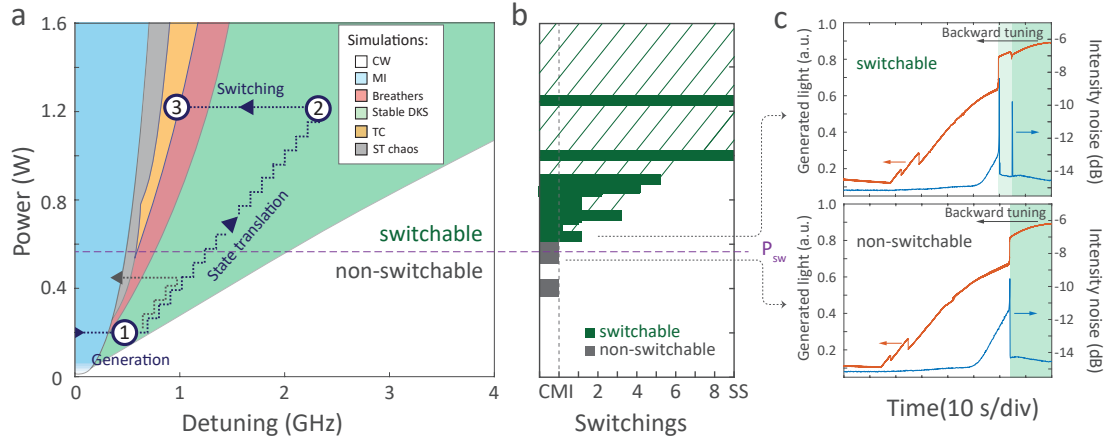 a
Power (W)
1.6
1.2
0.8
0.4
0
0
1
2
3
4
Detuning (GHz)
Simulations:
CW
MI
Breathers
Stable DKS
TC
ST chaos
3
Switching
2
State translation
1
Generation
switchable
non-switchable
P_sw
b
switchable
non-switchable
CMI
2
4
6
8
SS
Switchings
c
Generated light (a.u.)
1.0
0.8
0.6
0.4
0.2
switchable
Backward tuning
-6
-8
-10
-12
-14
Intensity noise (dB)
Generated light (a.u.)
1.0
0.8
0.6
0.4
0.2
non-switchable
Backward tuning
-6
-8
-10
-12
-14
Intensity noise (dB)
Time(10 s/div)